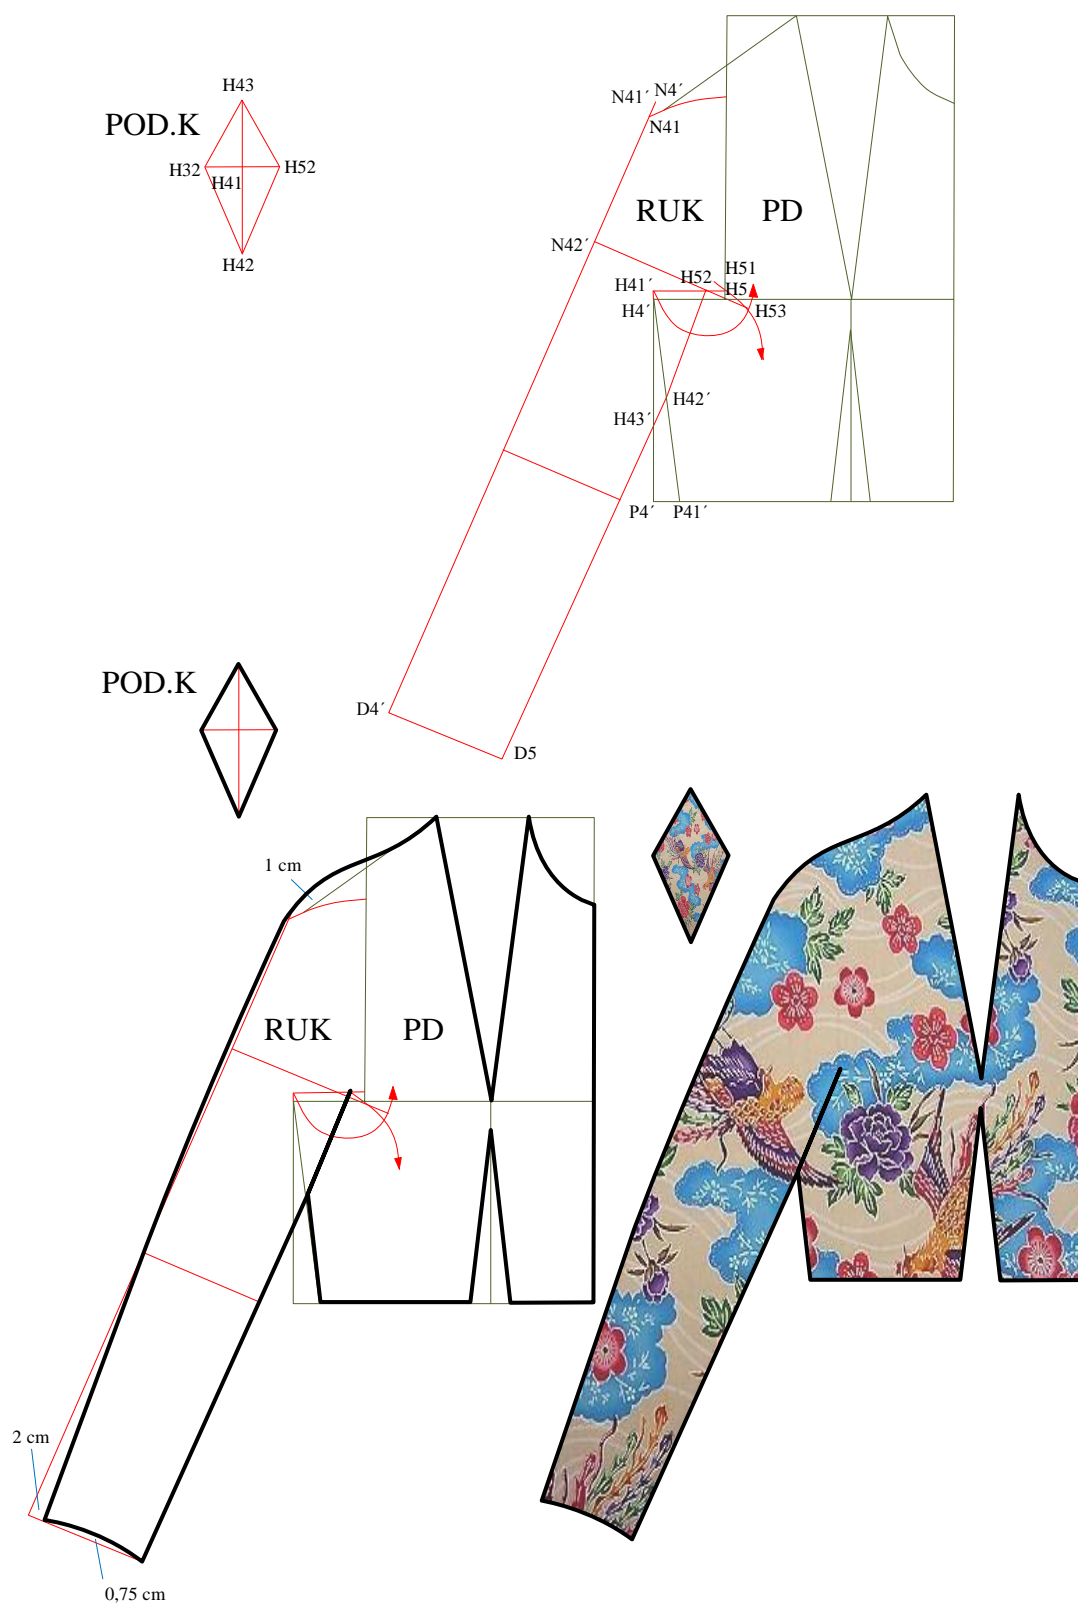 H43
POD.K
H32
H52
H41
H42
N41´ N4´
N41
RUK
PD
N42´
H51
H52
H41´
H5
H4´
H53
H42´
H43´
P4´
P41´
POD.K
D4´
D5
1 cm
RUK
PD
2 cm
0,75 cm